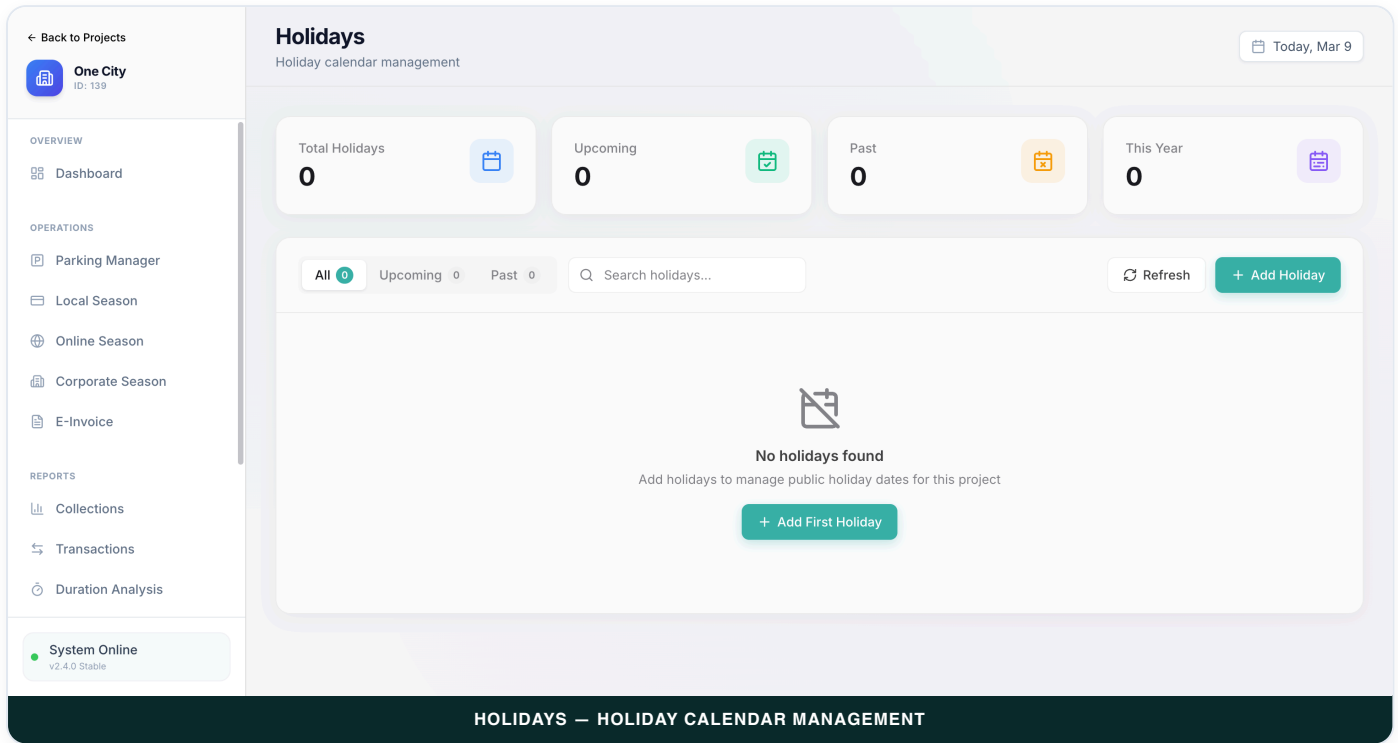 ← Back to Projects
One City
ID: 139
OVERVIEW
Dashboard
OPERATIONS
Parking Manager
Local Season
Online Season
Corporate Season
E-Invoice
REPORTS
Collections
Transactions
Duration Analysis
System Online
v2.4.0 Stable
Holidays
Holiday calendar management
Today, Mar 9
Total Holidays
0
Upcoming
0
Past
0
This Year
0
All 0 Upcoming 0 Past 0 Search holidays... Refresh + Add Holiday
No holidays found
Add holidays to manage public holiday dates for this project
+ Add First Holiday
HOLIDAYS — HOLIDAY CALENDAR MANAGEMENT